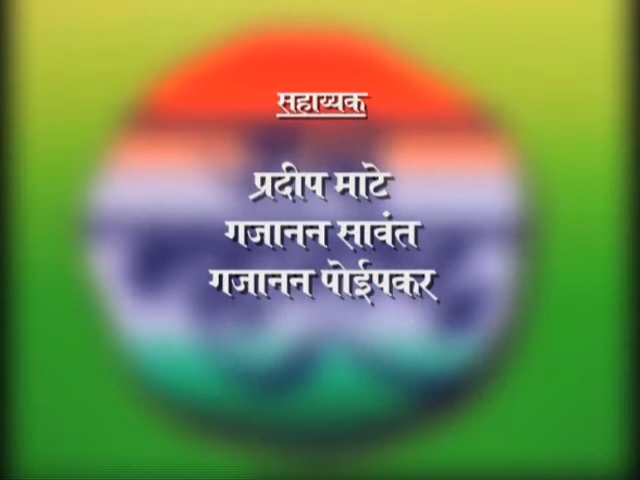 सहाय्यक
प्रदीप माटे
गजानन सावंत
गजानन पोईपकर